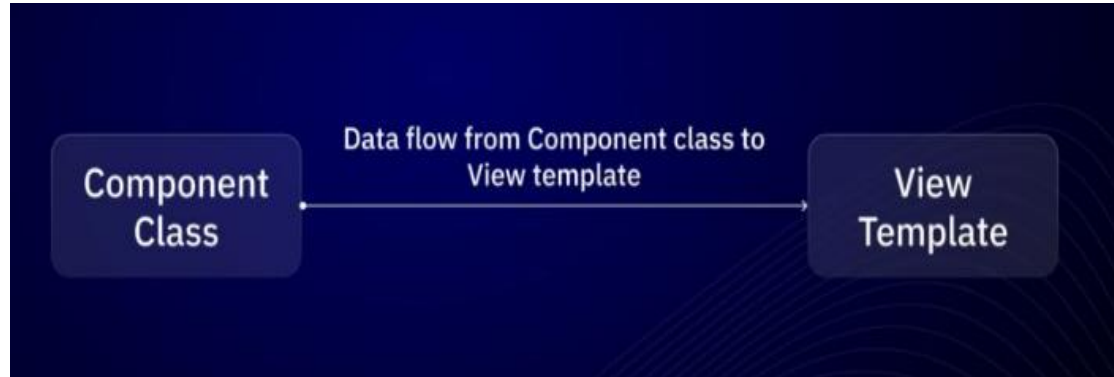 Component
Class
Data flow from Component class to
View template
View
Template